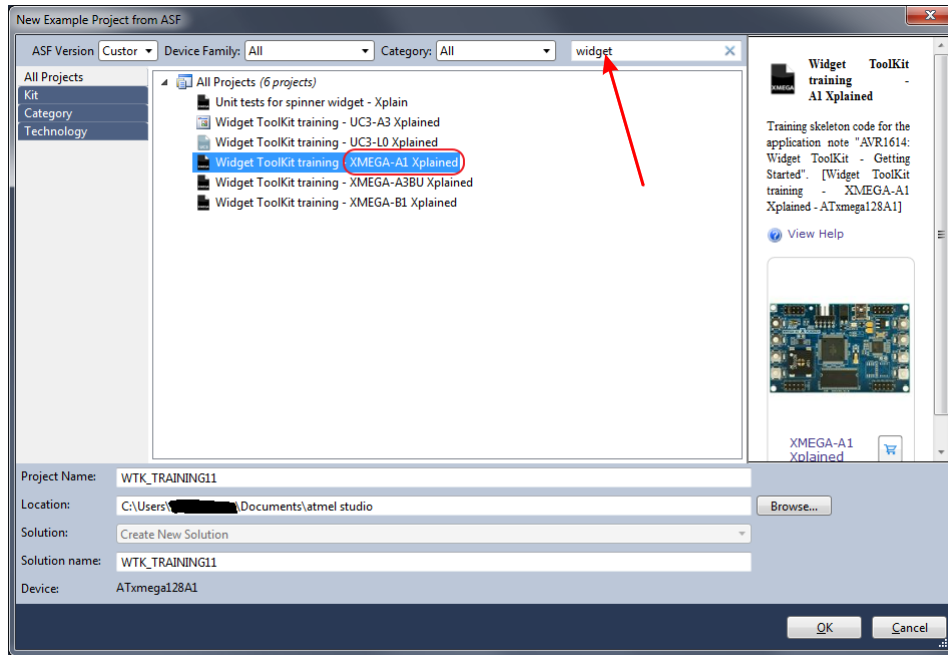 New Example Project from ASF
ASF Version Custor Device Family: All Category: All widget
All Projects
Kit
Category
Technology
All Projects (6 projects)
Unit tests for spinner widget - Xplain
Widget ToolKit training - UC3-A3 Xplained
Widget ToolKit training - UC3-L0 Xplained
Widget ToolKit training - XMEGA-A1 Xplained
Widget ToolKit training - XMEGA-A3BU Xplained
Widget ToolKit training - XMEGA-B1 Xplained
XMEGA
Widget ToolKit
training -
A1 Xplained
Training skeleton code for the
application note "AVR1614:
Widget ToolKit - Getting
Started". [Widget ToolKit
training - XMEGA-A1
Xplained - ATxmega128A1]
View Help
XMEGA-A1
Xplained
Project Name: WTK_TRAINING11
Location: C:\Users\ \Documents\atmel studio Browse...
Solution: Create New Solution
Solution name: WTK_TRAINING11
Device: ATxmega128A1
OK Cancel